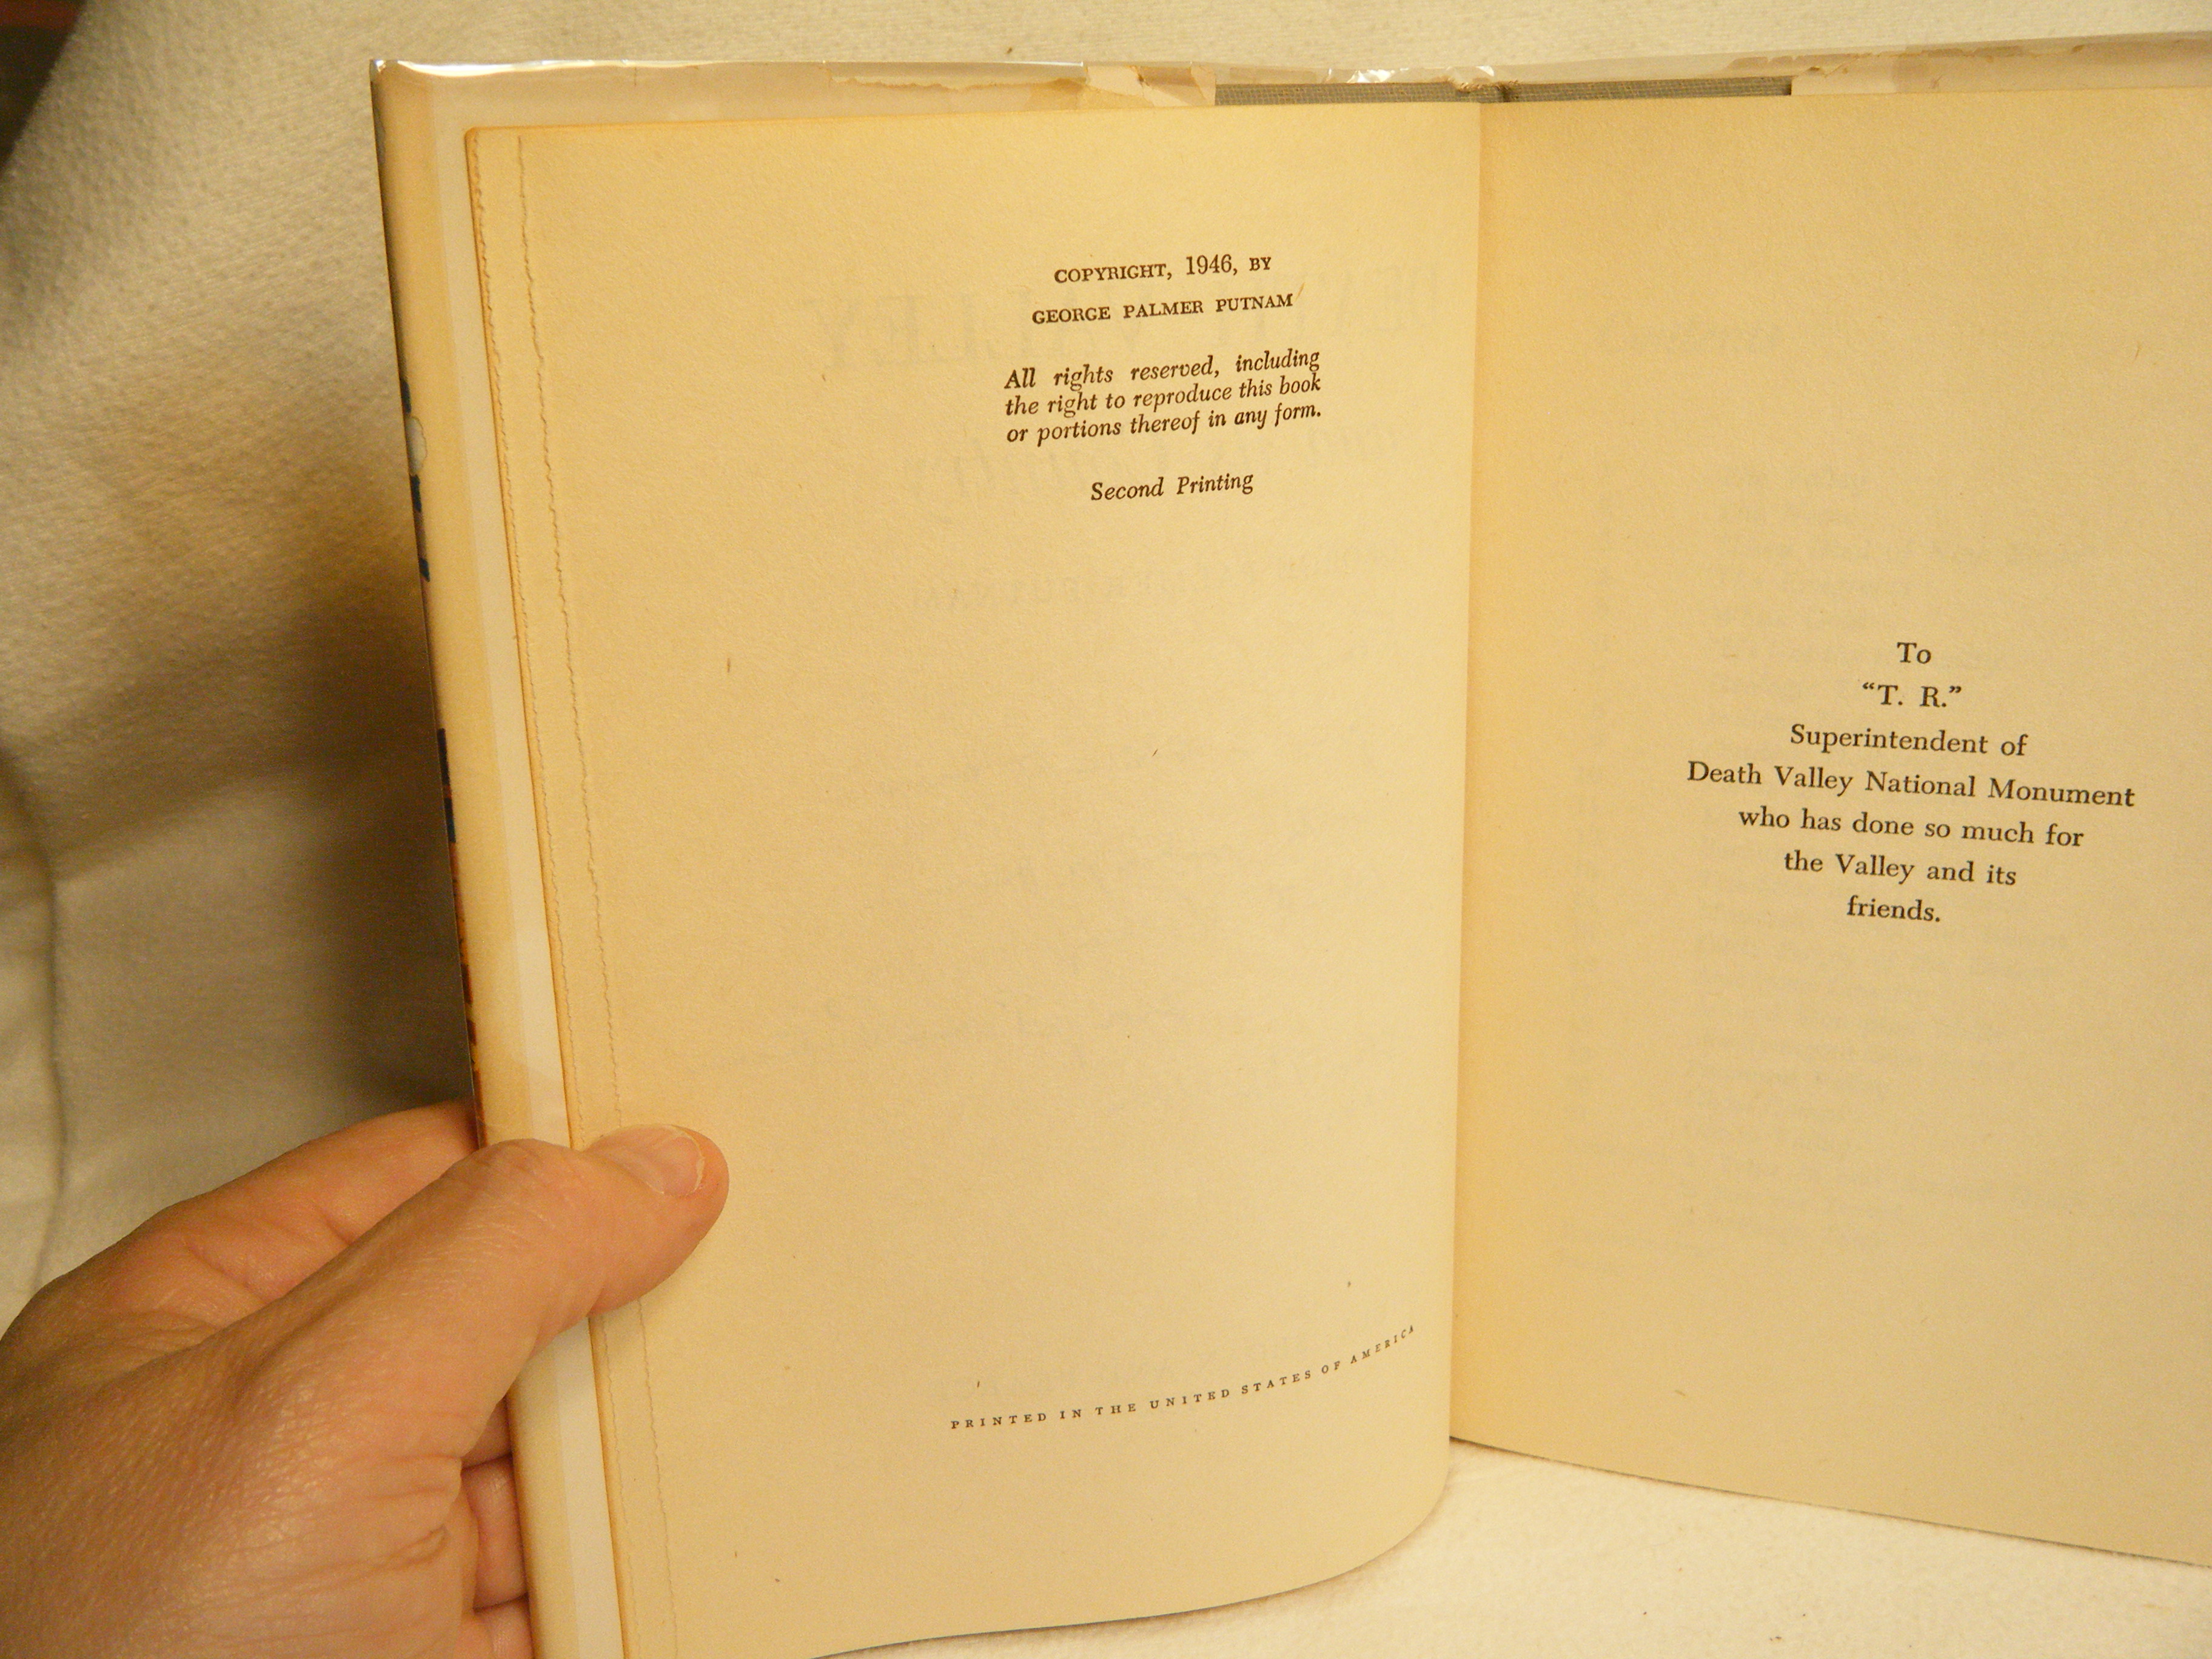 COPYRIGHT, 1946, BY
GEORGE PALMER PUTNAM
All rights reserved, including
the right to reproduce this book
or portions thereof in any form.
Second Printing
PRINTED IN THE UNITED STATES OF AMERICA
To
“T. R.”
Superintendent of
Death Valley National Monument
who has done so much for
the Valley and its
friends.